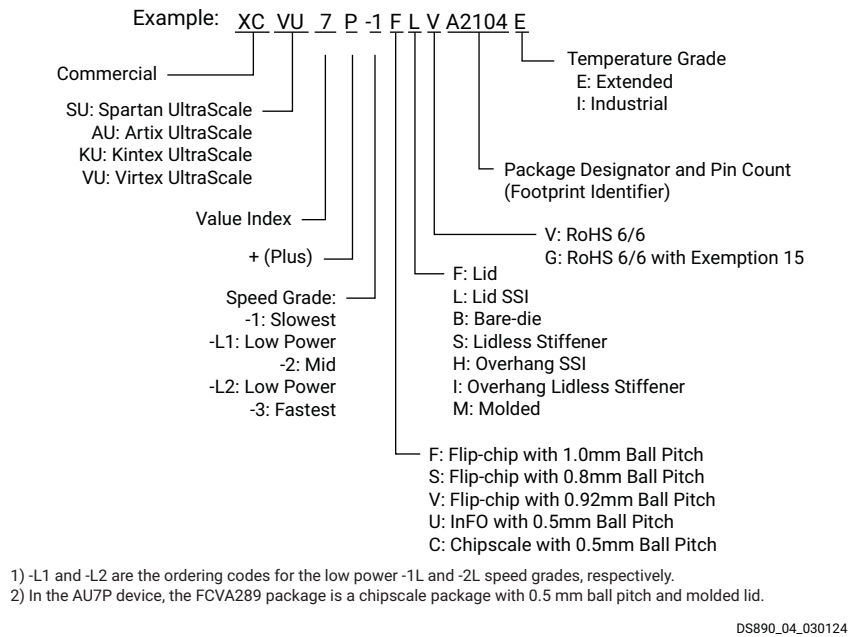 Example: XC VU 7 P -1 F L V A2104 E
Temperature Grade
E: Extended
I: Industrial
Commercial
SU: Spartan UltraScale
AU: Artix UltraScale
KU: Kintex UltraScale
VU: Virtex UltraScale
Package Designator and Pin Count
(Footprint Identifier)
Value Index
V: RoHS 6/6
G: RoHS 6/6 with Exemption 15
+ (Plus)
F: Lid
L: Lid SSI
B: Bare-die
S: Lidless Stiffener
H: Overhang SSI
I: Overhang Lidless Stiffener
M: Molded
Speed Grade:
-1: Slowest
-L1: Low Power
-2: Mid
-L2: Low Power
-3: Fastest
F: Flip-chip with 1.0mm Ball Pitch
S: Flip-chip with 0.8mm Ball Pitch
V: Flip-chip with 0.92mm Ball Pitch
U: InFO with 0.5mm Ball Pitch
C: Chipscale with 0.5mm Ball Pitch
1) -L1 and -L2 are the ordering codes for the low power -1L and -2L speed grades, respectively.
2) In the AU7P device, the FCVA289 package is a chipscale package with 0.5 mm ball pitch and molded lid.
DS890_04_030124